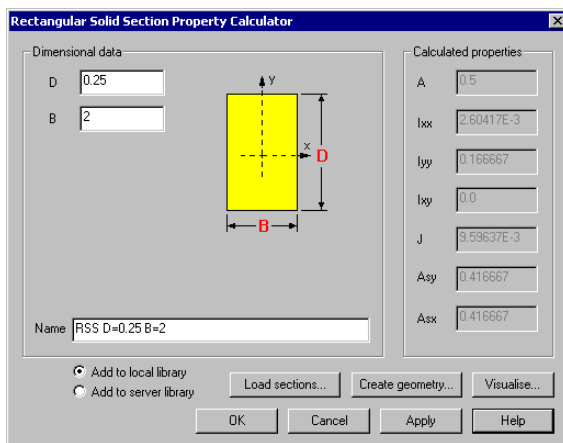 Rectangular Solid Section Property Calculator
Dimensional data
D 0.25
B 2
y
x
D
B
Name RSS D=0.25 B=2
Calculated properties
A 0.5
Ixx 2.60417E-3
Iyy 0.166667
Ixy 0.0
J 9.59637E-3
Asy 0.416667
Asx 0.416667
Add to local library
Add to server library
Load sections... Create geometry... Visualise...
OK Cancel Apply Help